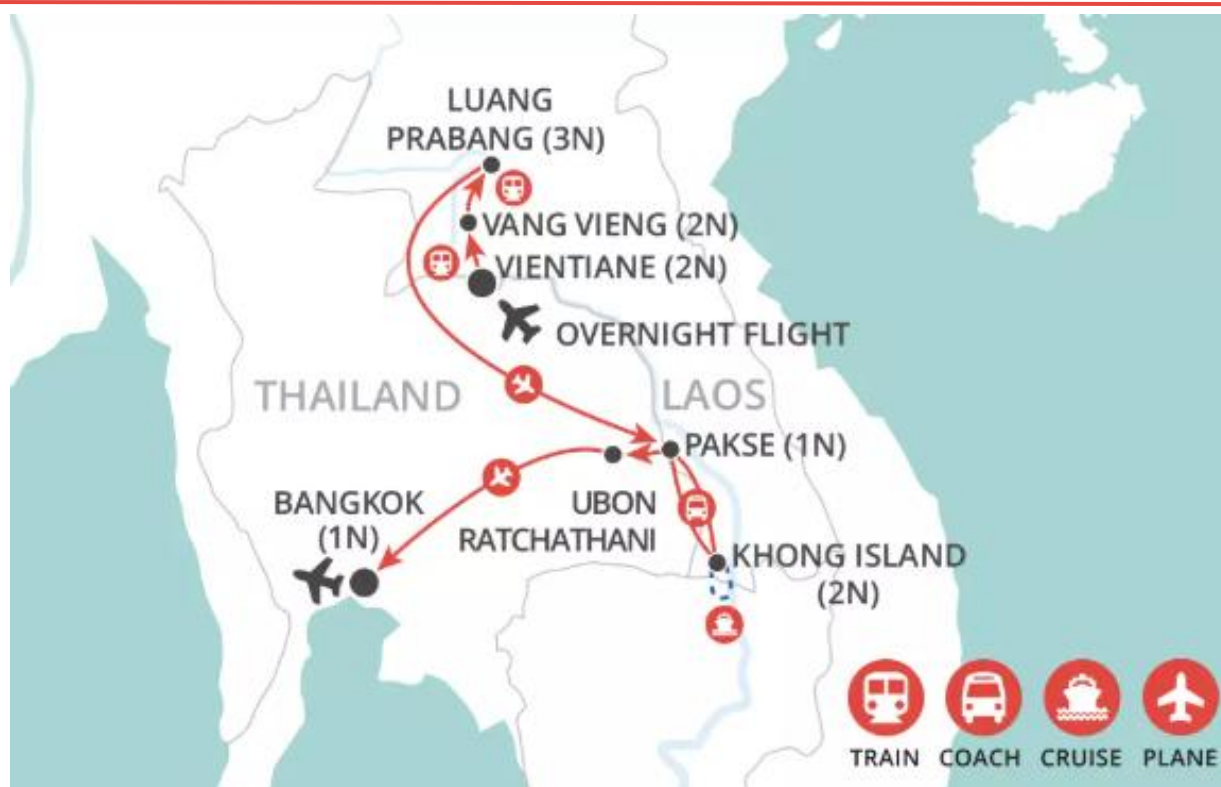 LUANG
PRABANG (3N)
VANG VIENG (2N)
VIENTIANE (2N)
OVERNIGHT FLIGHT
THAILAND
LAOS
PAKSE (1N)
BANGKOK
(1N)
UBON
RATCHATHANI
KHONG ISLAND
(2N)
TRAIN
COACH
CRUISE
PLANE